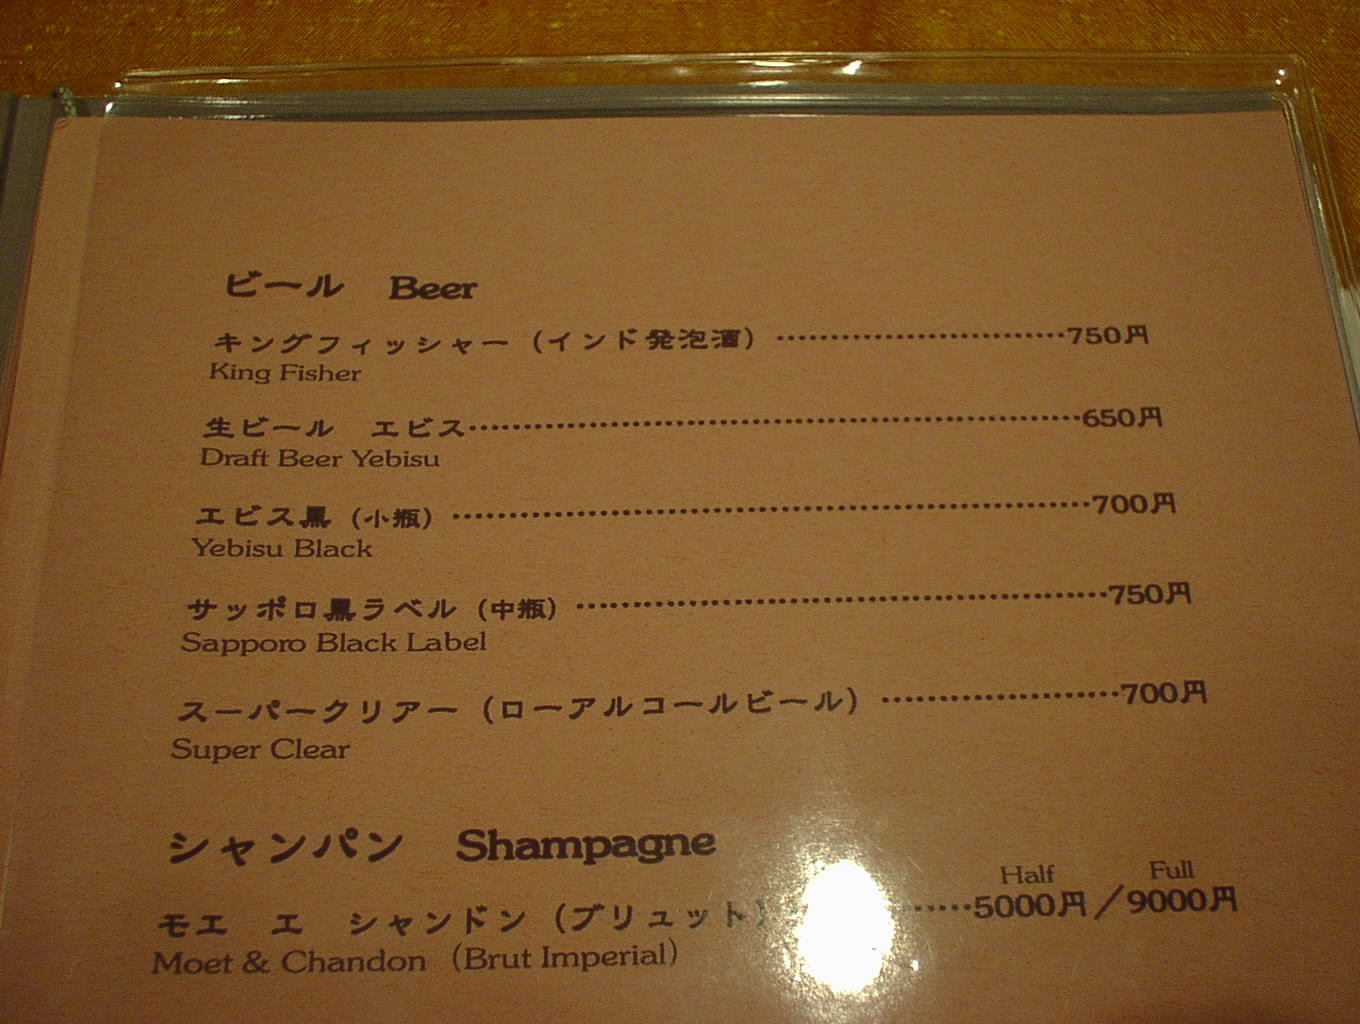 ビール Beer
キングフィッシャー（インド発泡酒）⋯⋯⋯⋯⋯⋯⋯⋯750円
King Fisher
生ビール エビス⋯⋯⋯⋯⋯⋯⋯⋯⋯⋯⋯⋯⋯⋯650円
Draft Beer Yebisu
エビス黒（小瓶）⋯⋯⋯⋯⋯⋯⋯⋯⋯⋯⋯⋯⋯⋯700円
Yebisu Black
サッポロ黒ラベル（中瓶）⋯⋯⋯⋯⋯⋯⋯⋯⋯⋯⋯750円
Sapporo Black Label
スーパークリアー（ローアルコールビール）⋯⋯⋯⋯⋯700円
Super Clear
シャンパン Shampagne
Half Full
モエ エ シャンドン（ブリュット）⋯⋯5000円／9000円
Moet & Chandon（Brut Imperial）